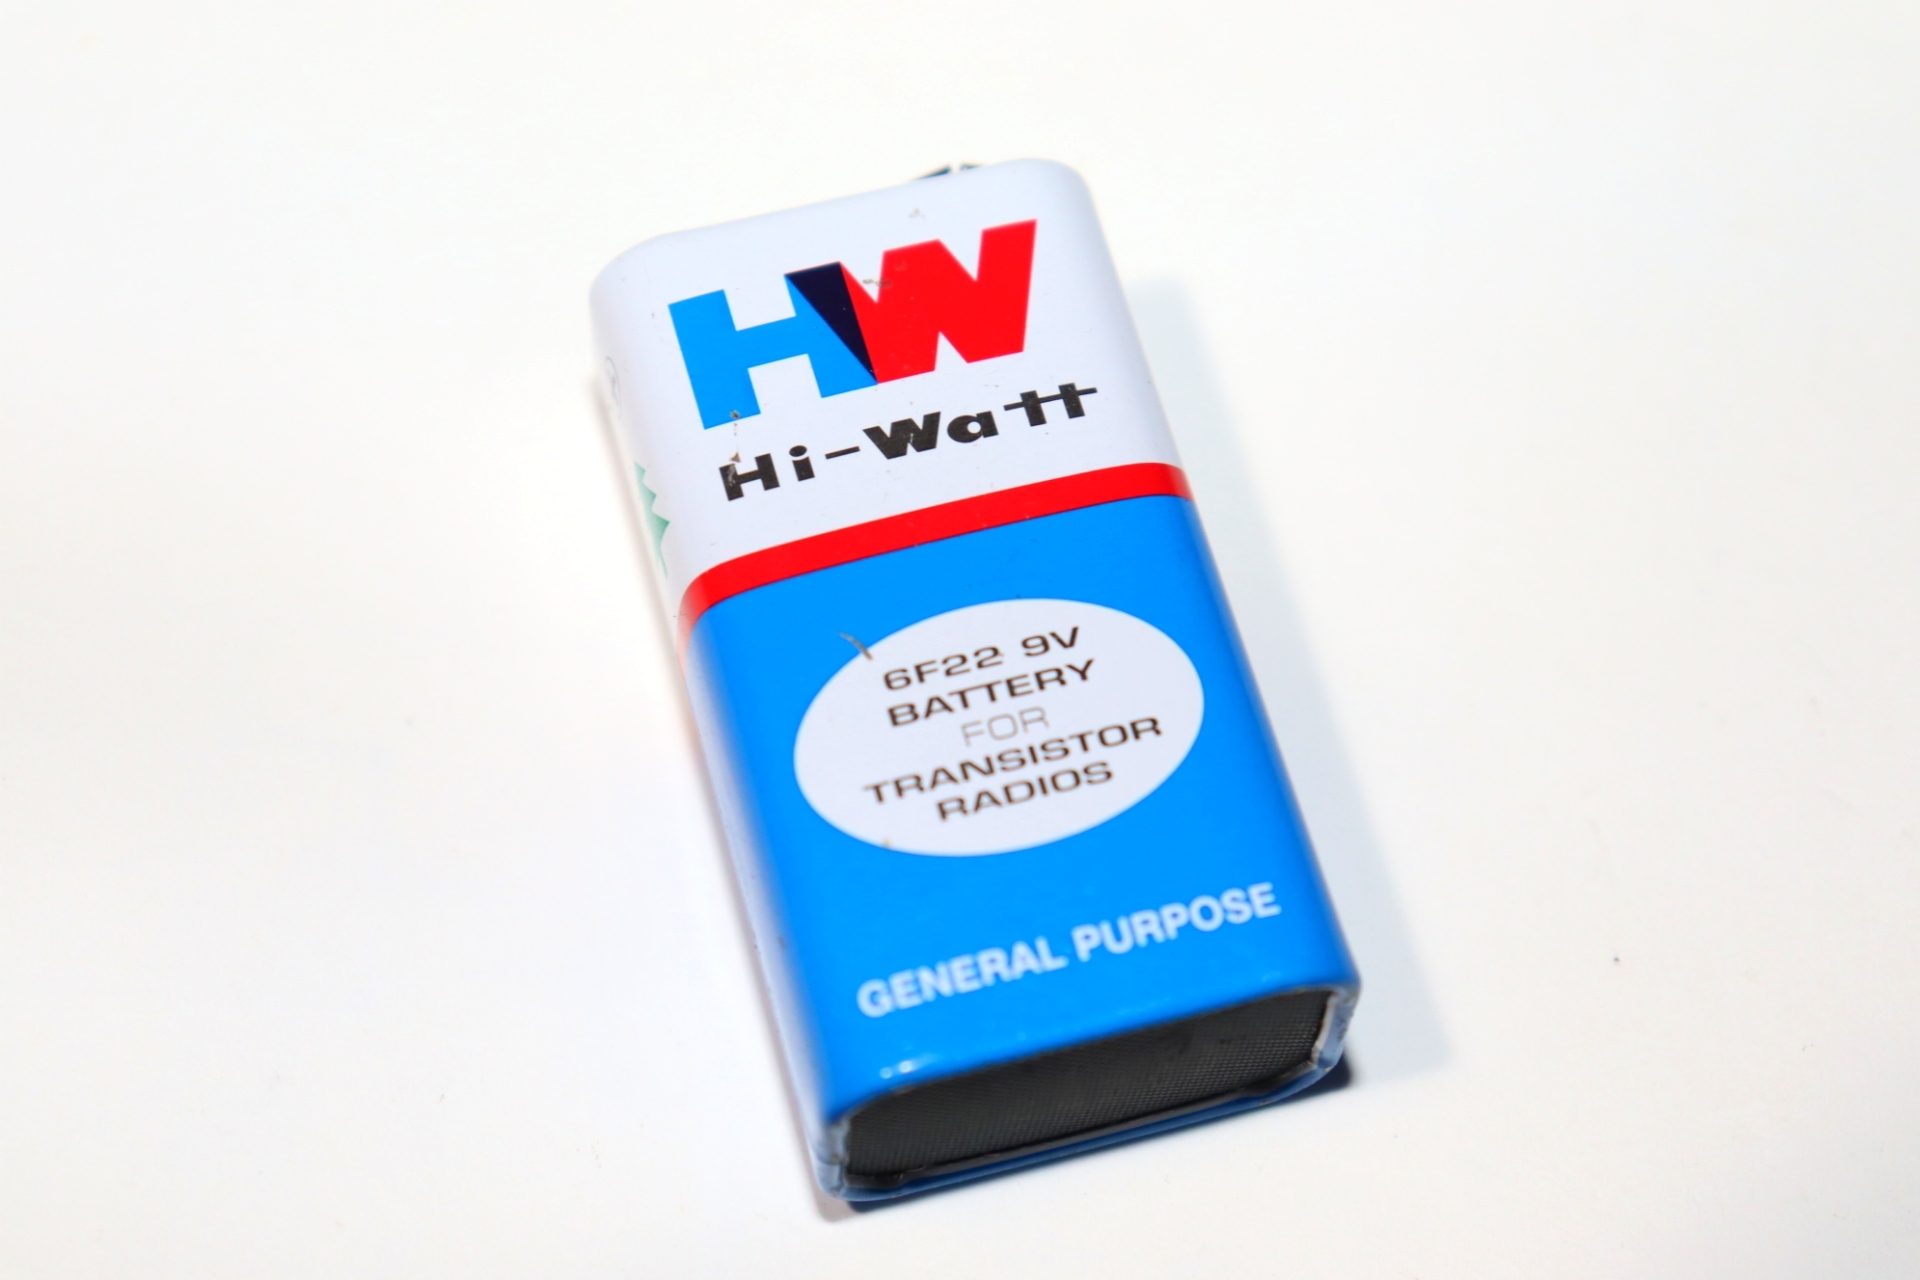 HW
Hi-Watt
6F22 9V
BATTERY
FOR
TRANSISTOR
RADIOS
GENERAL PURPOSE